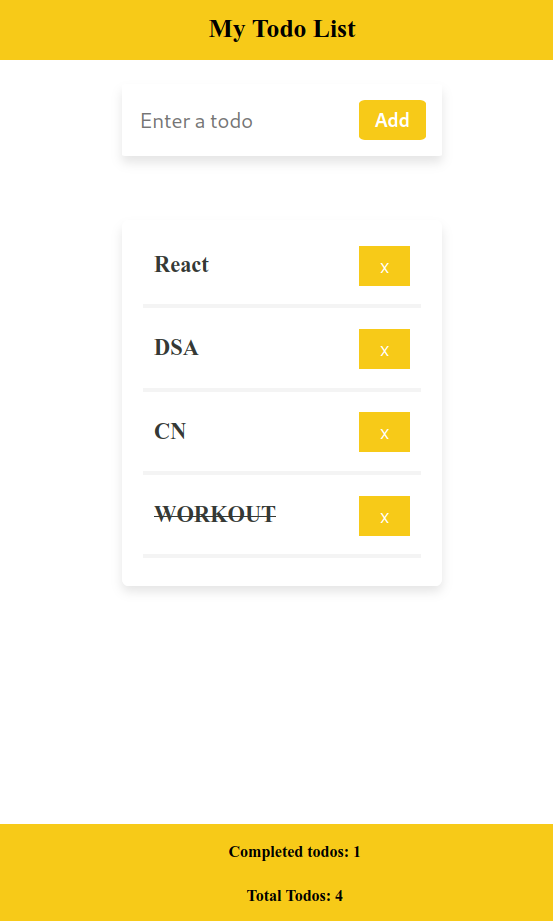 My Todo List
Enter a todo
Add
React
x
DSA
x
CN
x
WORKOUT
x
Completed todos: 1
Total Todos: 4